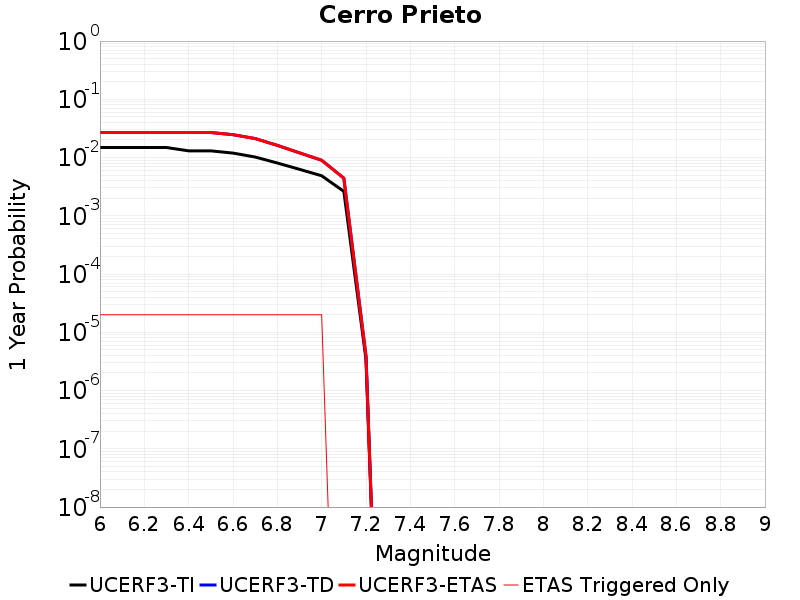 Cerro Prieto
10^0
10^-1
10^-2
10^-3
10^-4
10^-5
10^-6
10^-7
10^-8
1 Year Probability
6 6.2 6.4 6.6 6.8 7 7.2 7.4 7.6 7.8 8 8.2 8.4 8.6 8.8 9
Magnitude
UCERF3-TI UCERF3-TD UCERF3-ETAS ETAS Triggered Only